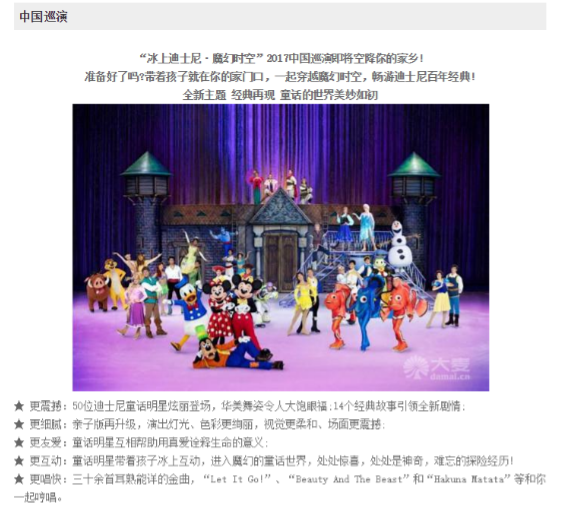 中国巡演
“冰上迪士尼·魔幻时空”2017中国巡演即将空降你的家乡!
准备好了吗?带着孩子就在你的家门口，一起穿越魔幻时空，畅游迪士尼百年经典!
全新主题 经典再现 童话的世界美妙如初
大麦
damai.cn
★ 更震撼：50位迪士尼童话明星炫丽登场，华美舞姿令人大饱眼福;14个经典故事引领全新剧情;
★ 更细腻：亲子版再升级，演出灯光、色彩更绚丽，视觉更柔和、场面更震撼;
★ 更友爱：童话明星互相帮助用真爱诠释生命的意义;
★ 更互动：童话明星带着孩子冰上互动，进入魔幻的童话世界，处处惊喜，处处是神奇，难忘的探险经历!
★ 更唱快：三十余首耳熟能详的金曲，“Let It Go!”、“Beauty And The Beast”和“Hakuna Matata”等和你
一起哼唱。